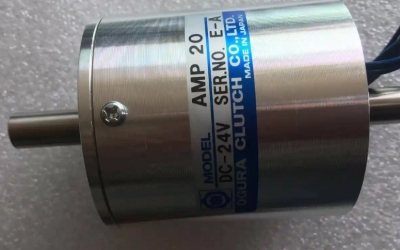 MODEL AMP 20
DC-24V SER.NO. E-A
OGURA CLUTCH CO.,LTD.
MADE IN JAPAN